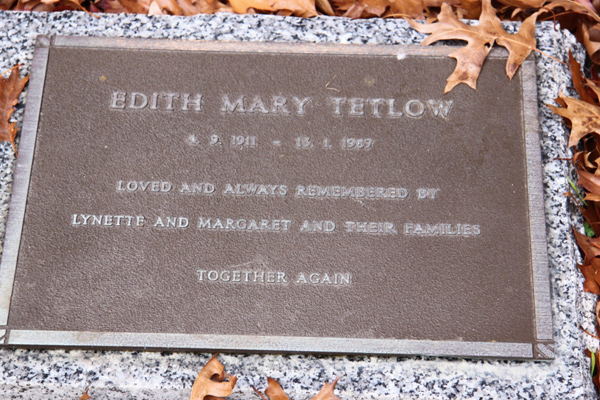 EDITH MARY TETLOW
4. 9. 1911 - 13. 1. 1987
LOVED AND ALWAYS REMEMBERED BY
LYNETTE AND MARGARET AND THEIR FAMILIES
TOGETHER AGAIN